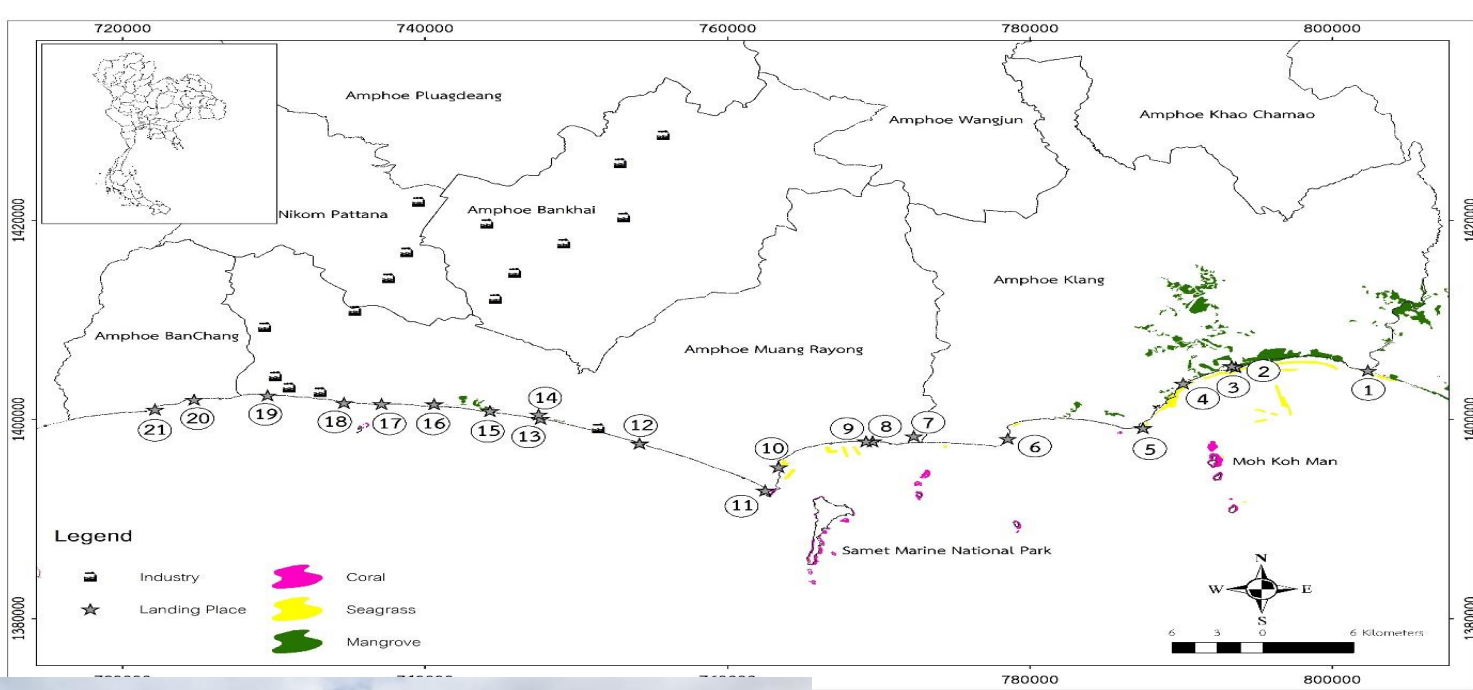 720000 740000 760000 780000 800000
Amphoe Pluagdeang
Amphoe Wangjun
Amphoe Khao Chamao
1420000
1420000
Nikom Pattana
Amphoe Bankhai
Amphoe Klang
Amphoe BanChang
Amphoe Muang Rayong
1400000
1400000
21
20
19
18
17
16
15
14
13
12
11
10
9
8
7
6
5
4
3
2
1
Moh Koh Man
Samet Marine National Park
Legend
Industry
Landing Place
Coral
Seagrass
Mangrove
N
W
E
S
6 3 0 6 Kilometers
1380000
1380000
780000 800000